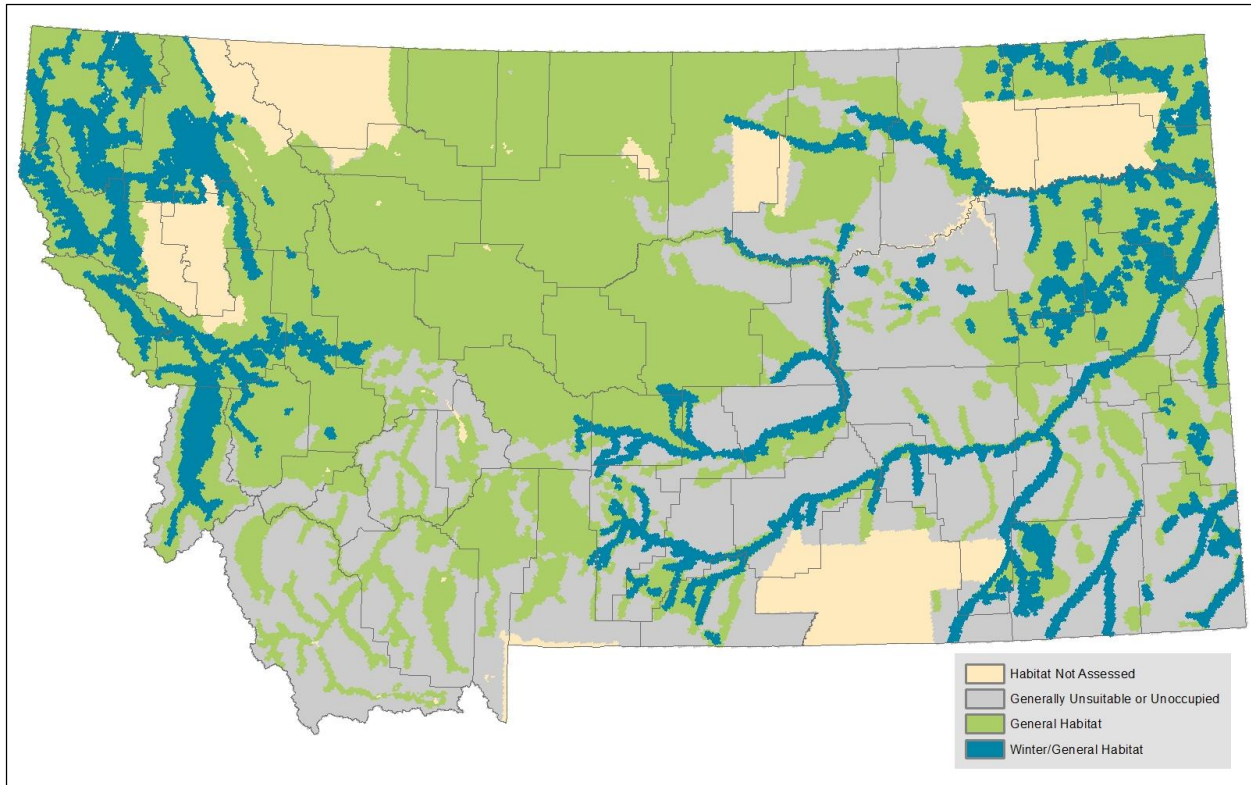 Habitat Not Assessed
Generally Unsuitable or Unoccupied
General Habitat
Winter/General Habitat